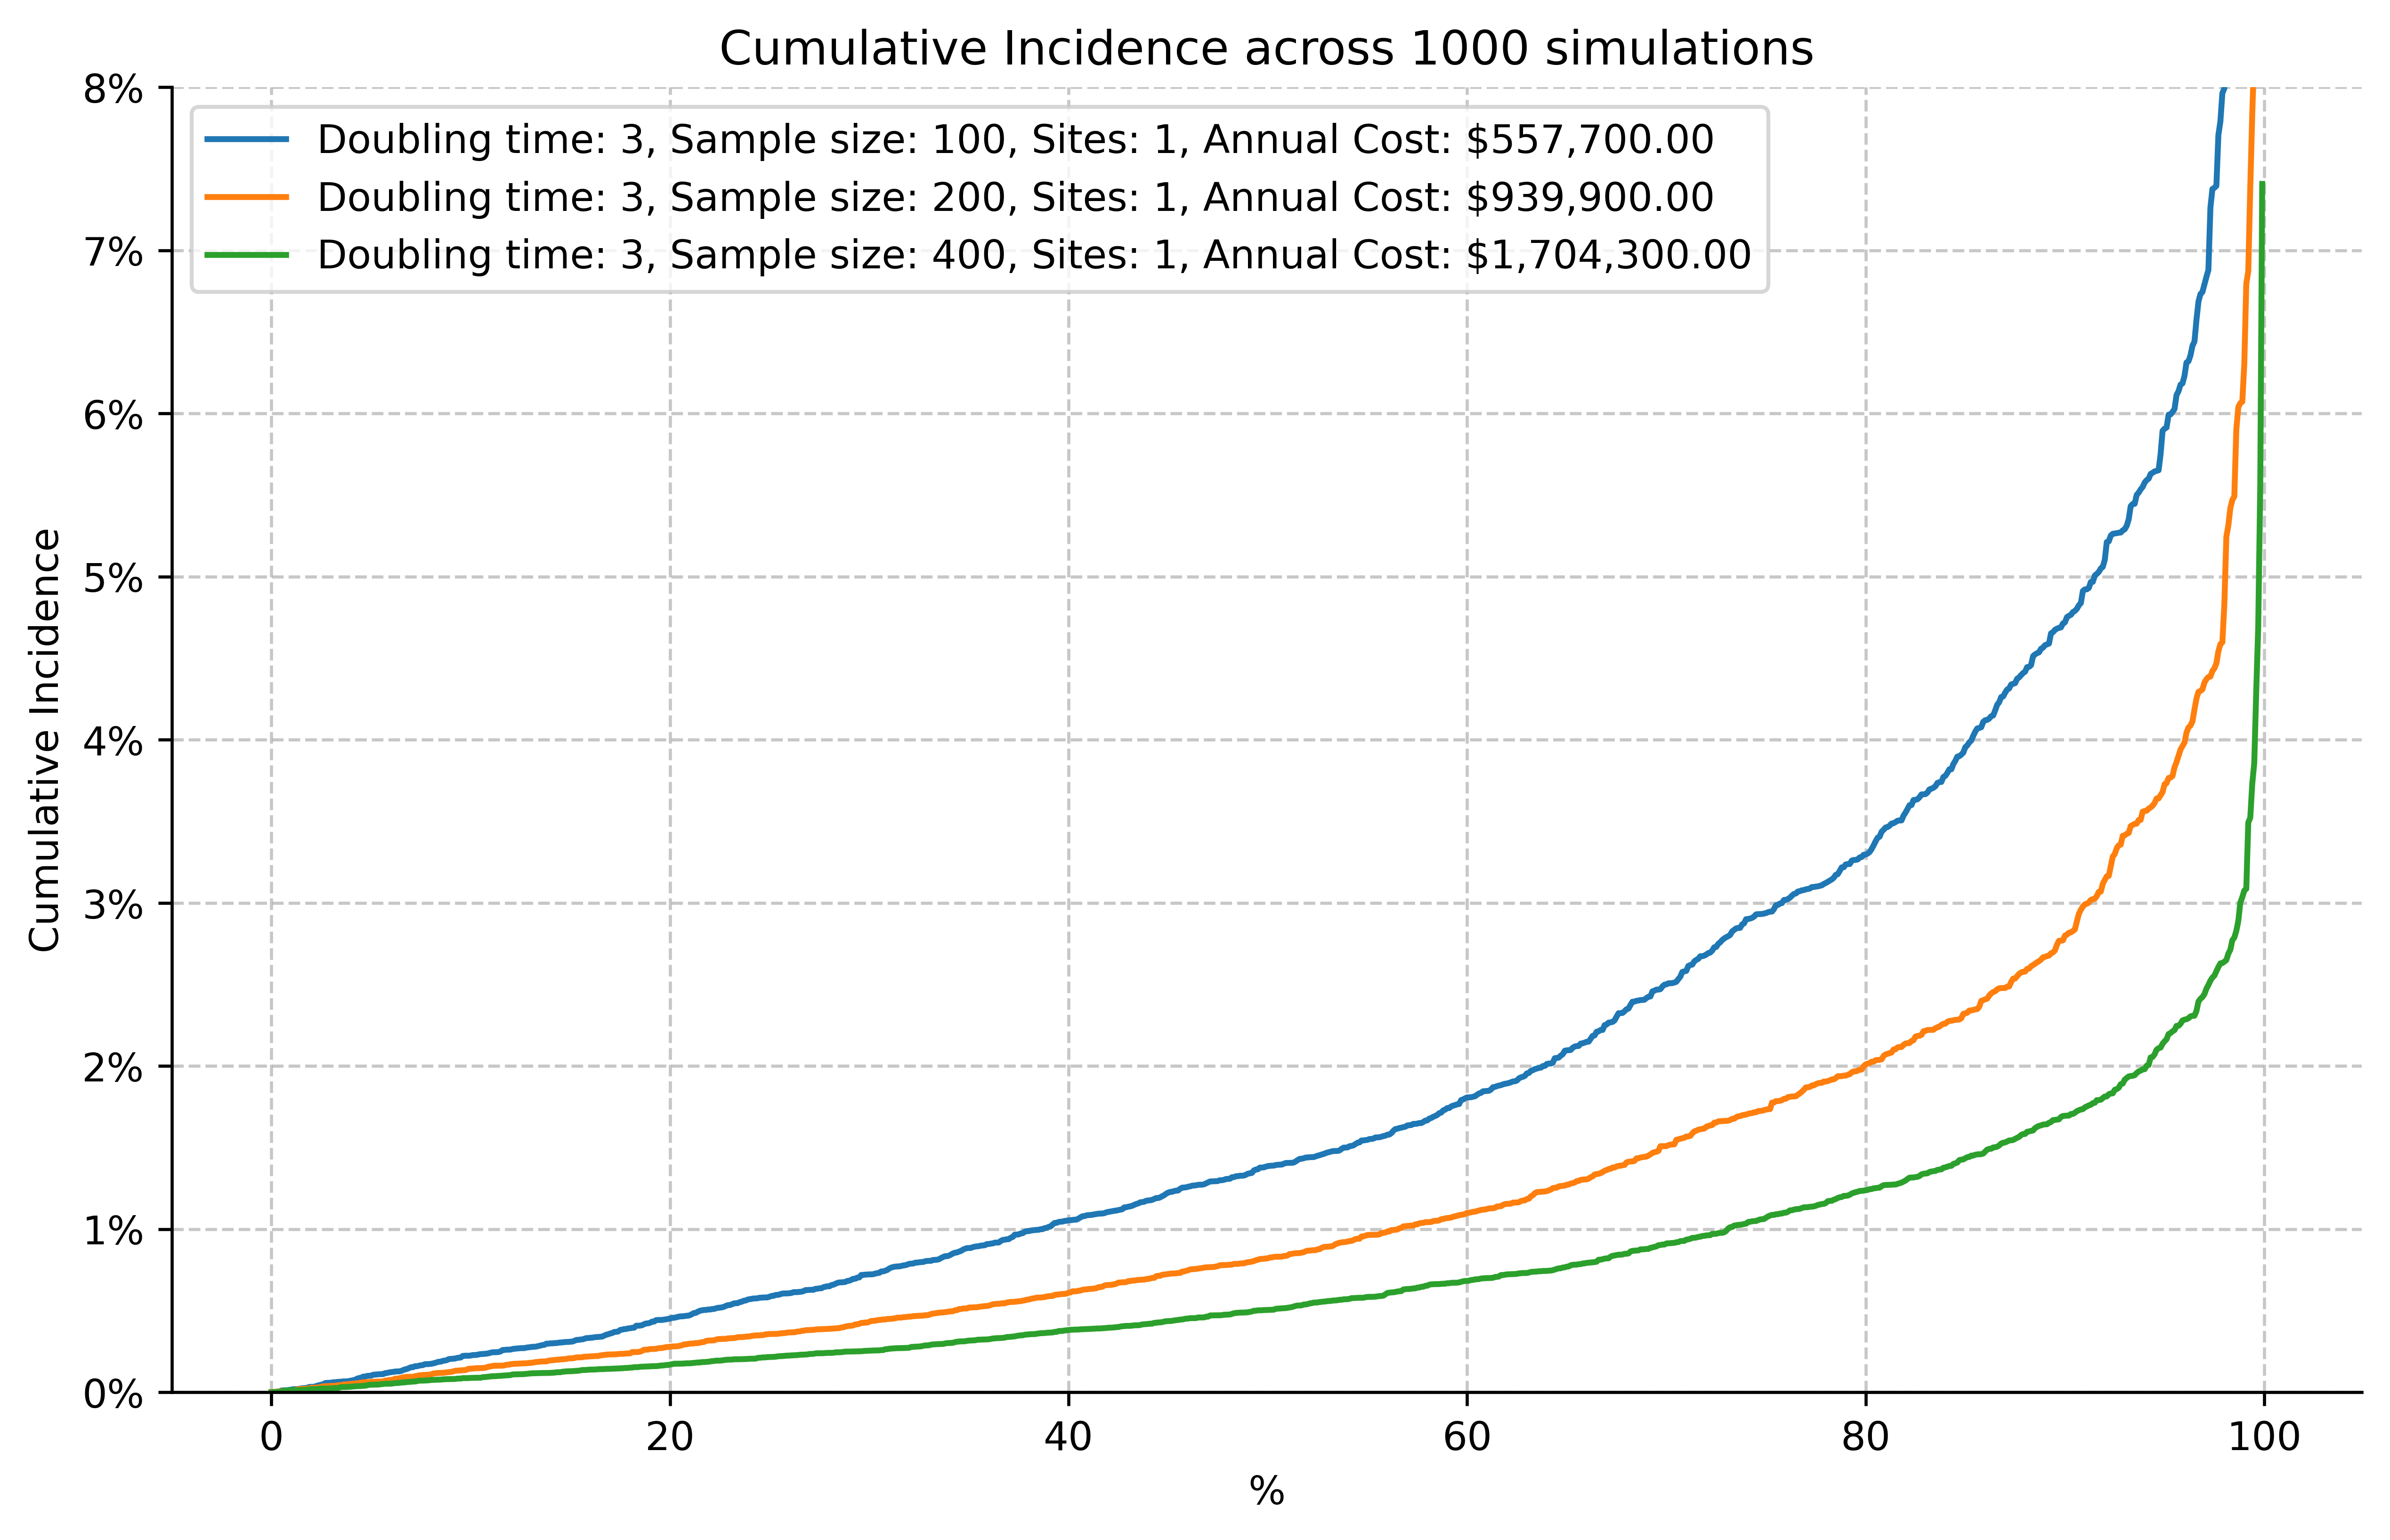 Cumulative Incidence across 1000 simulations
8%
7%
6%
5%
4%
3%
2%
1%
0%
Cumulative Incidence
Doubling time: 3, Sample size: 100, Sites: 1, Annual Cost: $557,700.00
Doubling time: 3, Sample size: 200, Sites: 1, Annual Cost: $939,900.00
Doubling time: 3, Sample size: 400, Sites: 1, Annual Cost: $1,704,300.00
0 20 40 60 80 100
%